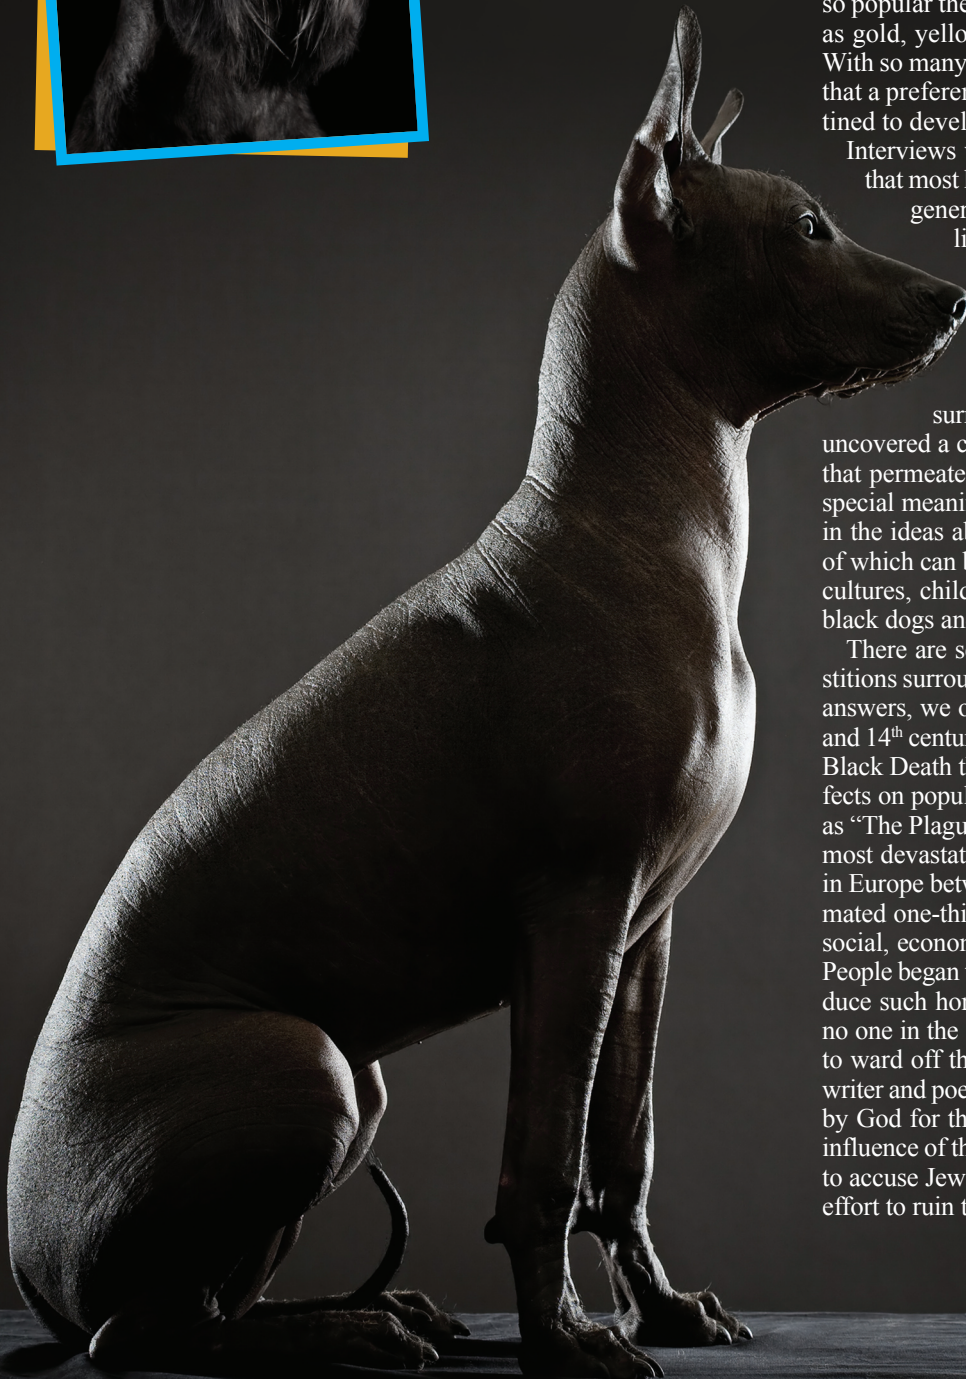 so popular the
as gold, yello
With so many
that a prefere
tined to devel
Interviews
that most
gener
li
sur
uncovered a c
that permeate
special meani
in the ideas a
of which can
cultures, chil
black dogs an
There are s
stitions surrou
answers, we o
and 14th centu
Black Death t
fects on popu
as “The Plagu
most devastat
in Europe betw
mated one-thi
social, econo
People began
duce such ho
no one in the
to ward off th
writer and poe
by God for th
influence of th
to accuse Jew
effort to ruin t